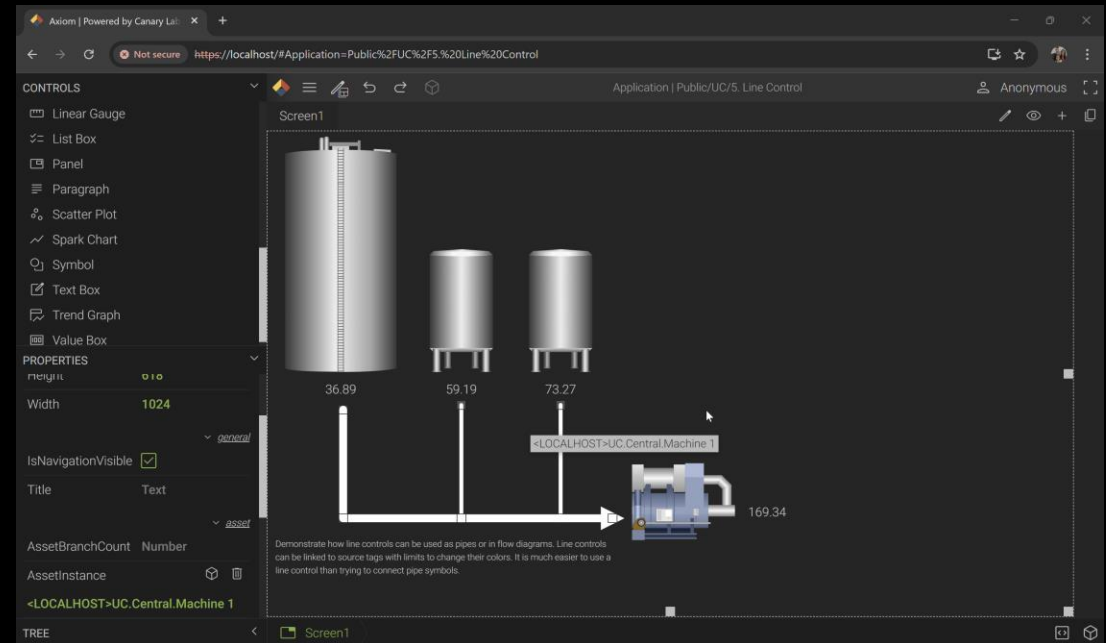 Axiom | Powered by Canary Lab
Not secure https://localhost/#Application=Public%2FUC%2F5.%20Line%20Control
CONTROLS
Application | Public/UC/5. Line Control
Anonymous
Linear Gauge
List Box
Panel
Paragraph
Scatter Plot
Spark Chart
Symbol
Text Box
Trend Graph
Value Box
PROPERTIES
Height 618
Width 1024
general
IsNavigationVisible
Title Text
asset
AssetBranchCount Number
AssetInstance
<LOCALHOST>UC.Central.Machine 1
TREE
Screen1
36.89 59.19 73.27
<LOCALHOST>UC.Central.Machine 1
169.34
Demonstrate how line controls can be used as pipes or in flow diagrams. Line controls
can be linked to source tags with limits to change their colors. It is much easier to use a
line control than trying to connect pipe symbols.
Screen1